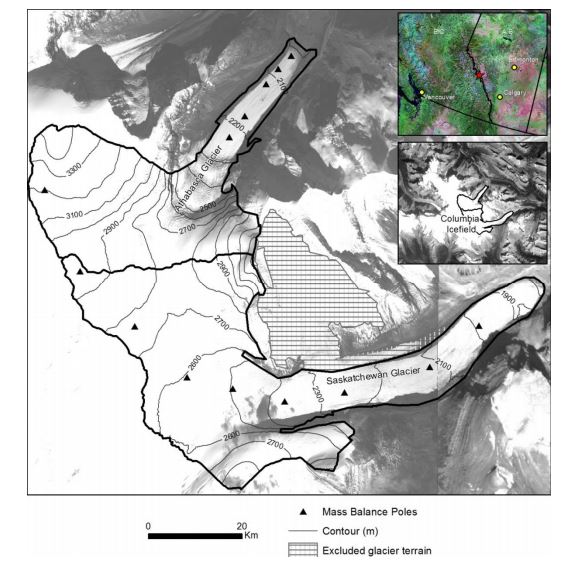 BC
AB
Edmonton
Calgary
Vancouver
Columbia
Icefield
2100
2200
Athabasca Glacier
3300
3100
2900
2500
2700
2900
2700
2600
1900
2100
Saskatchewan Glacier
2300
2600
2700
Mass Balance Poles
Contour (m)
Excluded glacier terrain
0
20
Km